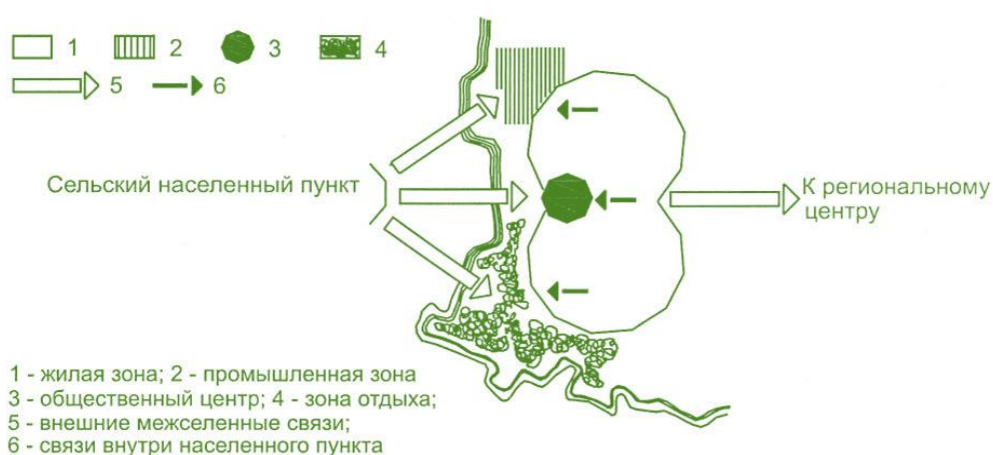 1 2 3 4
5 6
Сельский населенный пункт
К региональному
центру
1 - жилая зона; 2 - промышленная зона
3 - общественный центр; 4 - зона отдыха;
5 - внешние межселенные связи;
6 - связи внутри населенного пункта